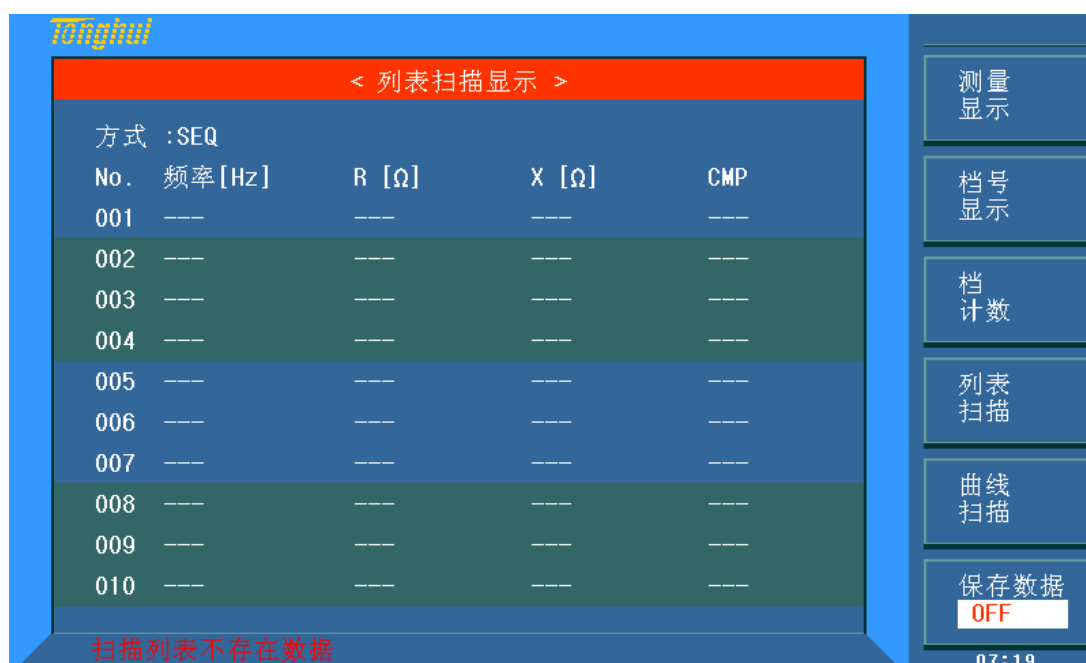 Tonghui
< 列表扫描显示 >
方式 :SEQ
No. 频率[Hz] R [Ω] X [Ω] CMP
001 --- --- --- ---
002 --- --- --- ---
003 --- --- --- ---
004 --- --- --- ---
005 --- --- --- ---
006 --- --- --- ---
007 --- --- --- ---
008 --- --- --- ---
009 --- --- --- ---
010 --- --- --- ---
扫描列表不存在数据
测量
显示
档号
显示
档
计数
列表
扫描
曲线
扫描
保存数据
OFF
07:19